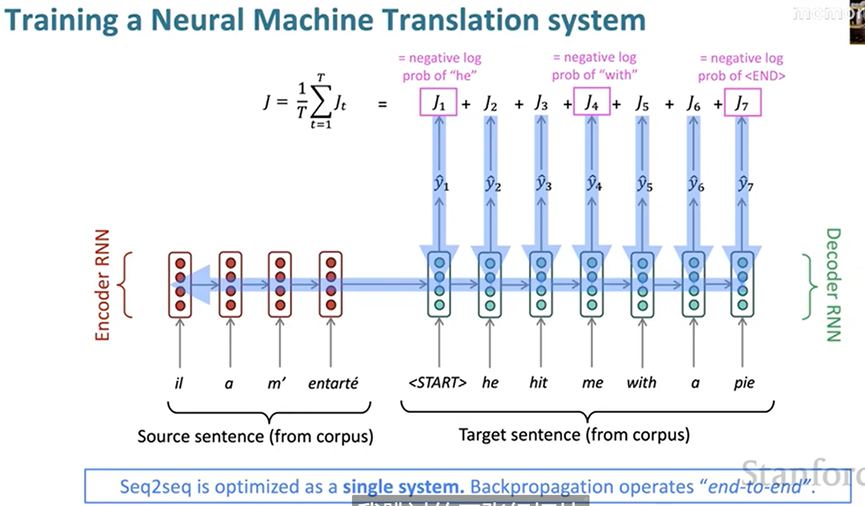 Training a Neural Machine Translation system
= negative log
prob of "he"
= negative log
prob of "with"
= negative log
prob of <END>
J = 1/T ∑ t=1 T Jt = J1 + J2 + J3 + J4 + J5 + J6 + J7
ŷ1 ŷ2 ŷ3 ŷ4 ŷ5 ŷ6 ŷ7
Encoder RNN
Decoder RNN
il a m' entarté <START> he hit me with a pie
Source sentence (from corpus)
Target sentence (from corpus)
Stanford
Seq2seq is optimized as a single system. Backpropagation operates "end-to-end".